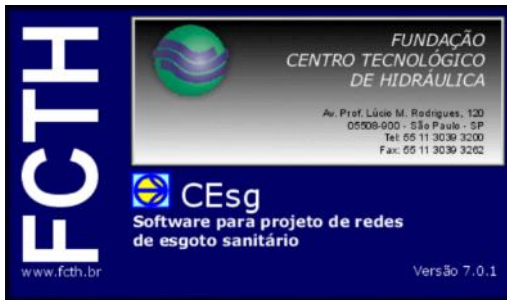 FCTH
FUNDAÇÃO
CENTRO TECNOLÓGICO
DE HIDRÁULICA
Av. Prof. Lúcio M. Rodrigues, 120
05508-900 - São Paulo - SP
Tel: 55 11 3039 3200
Fax: 55 11 3039 3262
CEsg
Software para projeto de redes
de esgoto sanitário
www.fcth.br
Versão 7.0.1